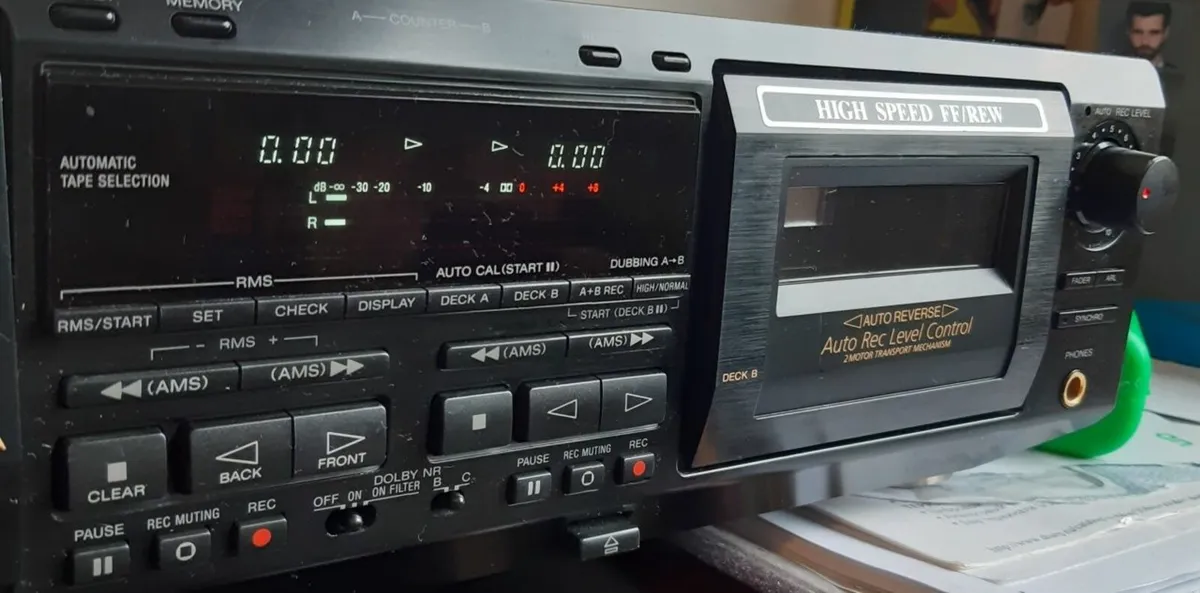 MEMORY
A — COUNTER — B
HIGH SPEED FF/REW
AUTO REC LEVEL
AUTOMATIC
TAPE SELECTION
0.00 ▷ ▷ 0.00
dB -∞ -30 -20 -10 -4 0 +4 +8
L
R
RMS
AUTO CAL (START II)
DUBBING A→B
RMS/START SET CHECK DISPLAY DECK A DECK B A+B REC HIGH/NORMAL
START (DECK B II)
- RMS +
◀◀ (AMS) (AMS) ▶▶
◀◀ (AMS) (AMS) ▶▶
CLEAR
BACK
FRONT
DOLBY NR
OFF ON ON FILTER B C
PAUSE REC MUTING REC
PAUSE REC MUTING REC
◁ AUTO REVERSE ▷
Auto Rec Level Control
2 MOTOR TRANSPORT MECHANISM
DECK B
FADER ARL
SYNCHRO
PHONES